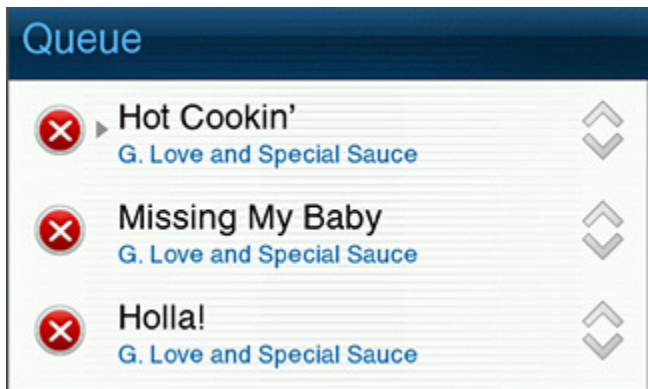 Queue
Hot Cookin’
G. Love and Special Sauce
Missing My Baby
G. Love and Special Sauce
Holla!
G. Love and Special Sauce